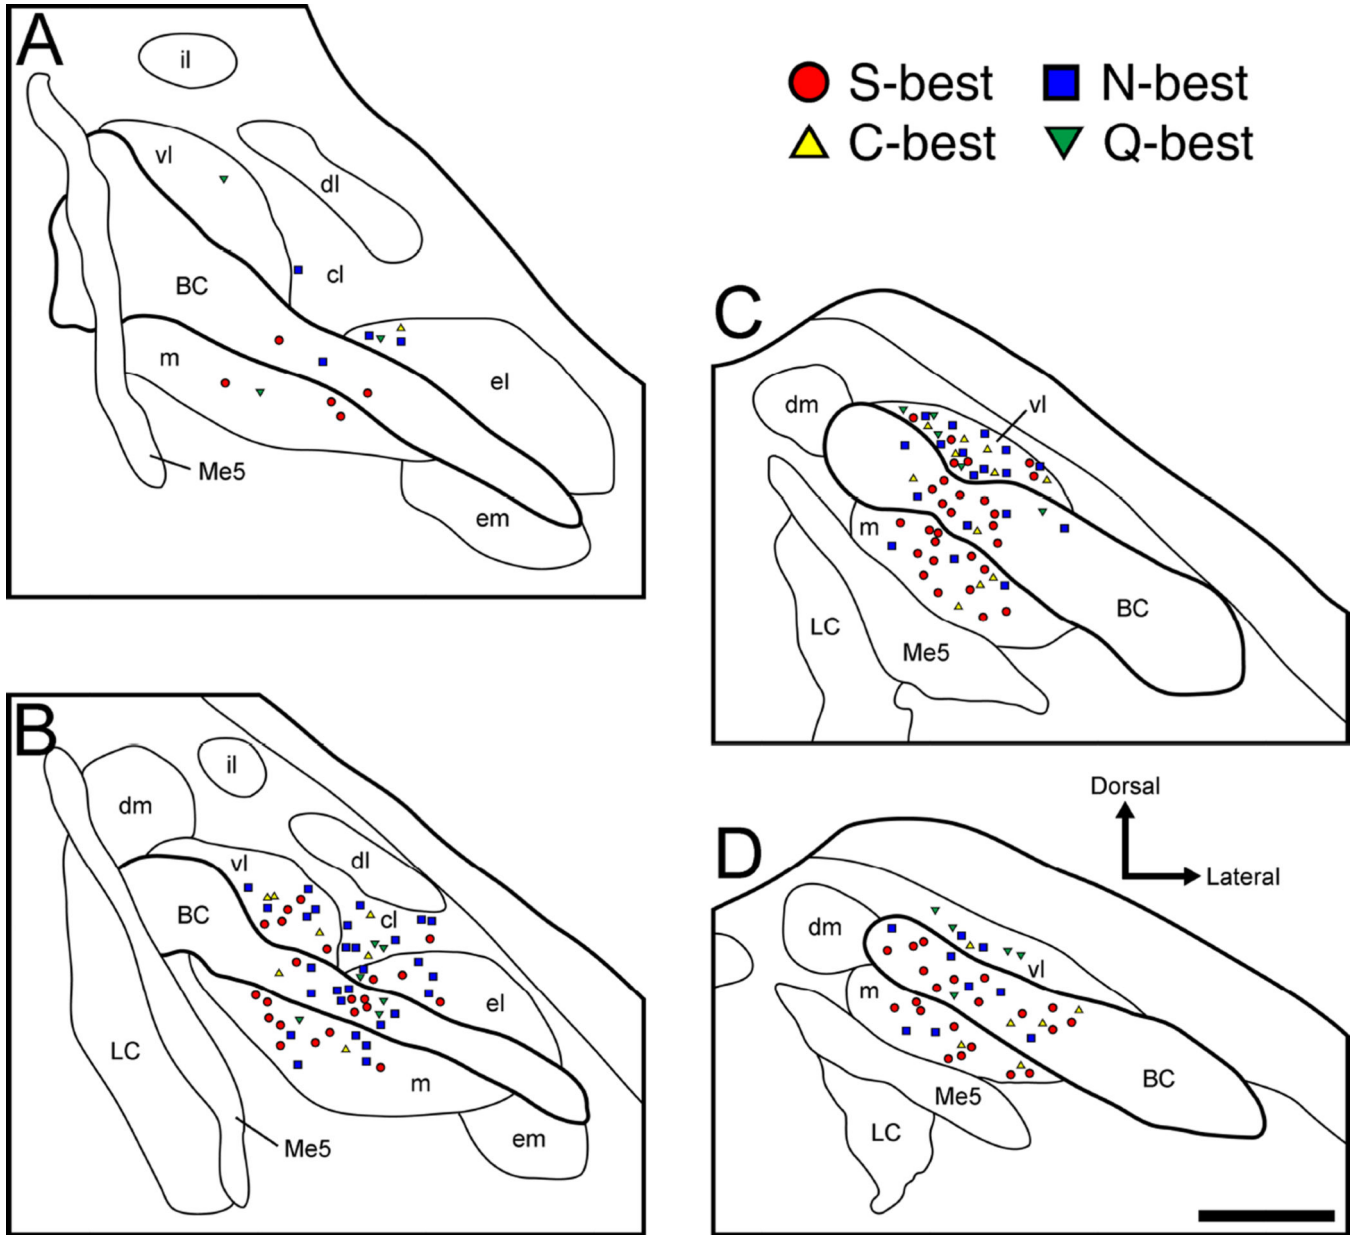 A
il
vl
dl
cl
BC
m
el
Me5
em
S-best
N-best
C-best
Q-best
B
il
dm
vl
dl
BC
cl
el
LC
m
em
Me5
C
dm
vl
m
LC
Me5
BC
Dorsal
Lateral
D
dm
vl
m
BC
Me5
LC